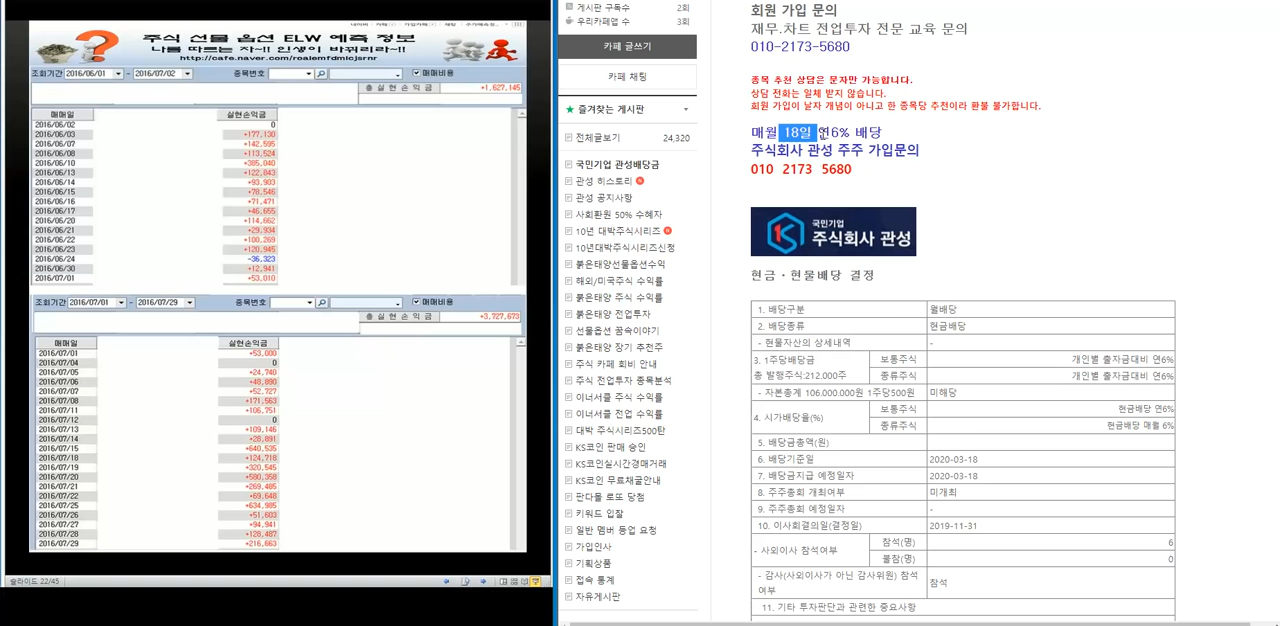 주식 선물 옵션 ELW 예측 정보
나를 따르는 자~!! 인생이 바뀌리라~!!
http://cafe.naver.com/roalemfdmlcjsrnr
조회기간 2016/06/01 - 2016/07/02 종목번호 매매비용
총 실 현 손 익 금 +1,627,145
매매일 실현손익금
2016/06/02 0
2016/06/03 +177,130
2016/06/07 +142,595
2016/06/08 +113,524
2016/06/10 +385,040
2016/06/13 +122,843
2016/06/14 +93,903
2016/06/15 +78,546
2016/06/16 +71,471
2016/06/17 +46,655
2016/06/20 +114,662
2016/06/21 +29,934
2016/06/22 +100,269
2016/06/23 +120,945
2016/06/24 -36,323
2016/06/30 +12,941
2016/07/01 +53,010
조회기간 2016/07/01 - 2016/07/29 종목번호 매매비용
총 실 현 손 익 금 +3,727,673
매매일 실현손익금
2016/07/01 +53,000
2016/07/04 0
2016/07/05 +24,740
2016/07/06 +48,890
2016/07/07 +52,727
2016/07/08 +171,563
2016/07/11 +106,751
2016/07/12 0
2016/07/13 +109,146
2016/07/14 +28,891
2016/07/15 +640,535
2016/07/18 +124,718
2016/07/19 +320,545
2016/07/20 +580,358
2016/07/21 +269,485
2016/07/22 +69,648
2016/07/25 +634,985
2016/07/26 +51,603
2016/07/27 +94,941
2016/07/28 +128,487
2016/07/29 +216,663
슬라이드 22/45
게시판 구독수 2회
우리카페앱 수 3회
카페 글쓰기
카페 채팅
즐겨찾는 게시판
전체글보기 24,320
국민기업 관성배당금
관성 히스토리
관성 공지사항
사회환원 50% 수혜자
10년 대박주식시리즈
10년대박주식시리즈신청
붉은태양선물옵션수익
해외/미국주식 수익률
붉은태양 주식 수익률
붉은태양 전업투자
선물옵션 꿈속이야기
붉은태양 장기 추천주
주식 카페 회비 안내
주식 전업투자 종목분석
이너서클 주식 수익률
이너서클 전업 수익률
대박 주식시리즈500탄
KS코인 판매 승인
KS코인실시간경매거래
KS코인 무료채굴안내
판다몰 로또 당첨
키워드 입찰
일반 멤버 등업 요청
가입인사
기획상품
접속 통계
자유게시판
회원 가입 문의
재무.차트 전업투자 전문 교육 문의
010-2173-5680
종목 추천 상담은 문자만 가능합니다.
상담 전화는 일체 받지 않습니다.
회원 가입이 날자 개념이 아니고 한 종목당 추천이라 환불 불가합니다.
매월 18일 연6% 배당
주식회사 관성 주주 가입문의
010 2173 5680
국민기업
주식회사 관성
현금ㆍ현물배당 결정
1. 배당구분 월배당
2. 배당종류 현금배당
- 현물자산의 상세내역 -
3. 1주당배당금
총 발행주식:212.000주
보통주식 개인별 출자금대비 연6%
종류주식 개인별 출자금대비 연6%
- 자본총계 106.000.000원 1주당500원 미해당
4. 시가배당율(%)
보통주식 현금배당 연6%
종류주식 현금배당 매월 6%
5. 배당금총액(원)
6. 배당기준일 2020-03-18
7. 배당금지급 예정일자 2020-03-18
8. 주주총회 개최여부 미개최
9. 주주총회 예정일자 -
10. 이사회결의일(결정일) 2019-11-31
- 사외이사 참석여부
참석(명) 6
불참(명) 0
- 감사(사외이사가 아닌 감사위원) 참석
여부
참석
11. 기타 투자판단과 관련한 중요사항